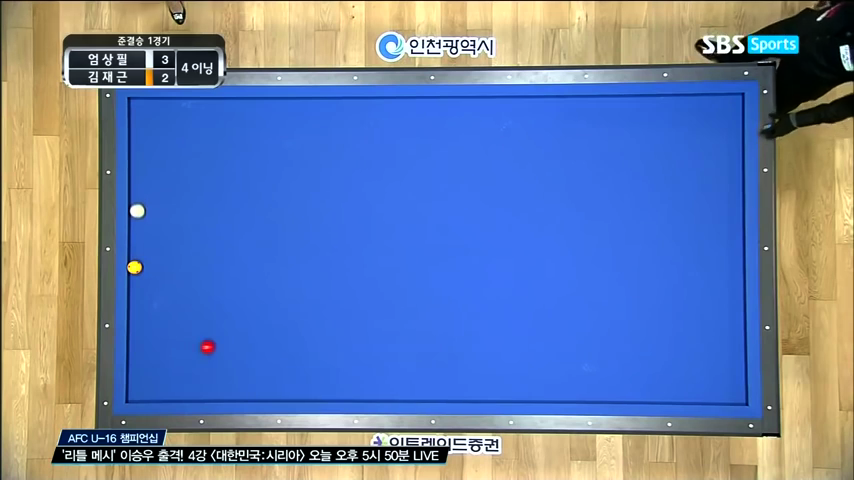 준결승 1경기
엄상필 3
김재근 2
4 이닝
인천광역시
SBS Sports
이트레이드증권
AFC U-16 챔피언십
'리틀 메시' 이승우 출격! 4강 <대한민국:시리아> 오늘 오후 5시 50분 LIVE